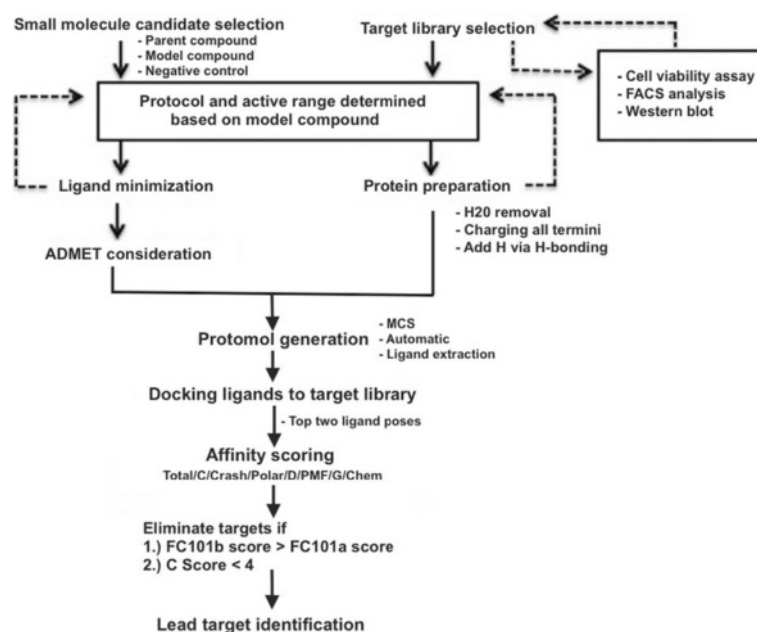 Small molecule candidate selection
- Parent compound
- Model compound
- Negative control
Target library selection
- Cell viability assay
- FACS analysis
- Western blot
Protocol and active range determined
based on model compound
Ligand minimization
Protein preparation
- H20 removal
- Charging all termini
- Add H via H-bonding
ADMET consideration
Protomol generation
- MCS
- Automatic
- Ligand extraction
Docking ligands to target library
- Top two ligand poses
Affinity scoring
Total/C/Crash/Polar/D/PMF/G/Chem
Eliminate targets if
1.) FC101b score > FC101a score
2.) C Score < 4
Lead target identification